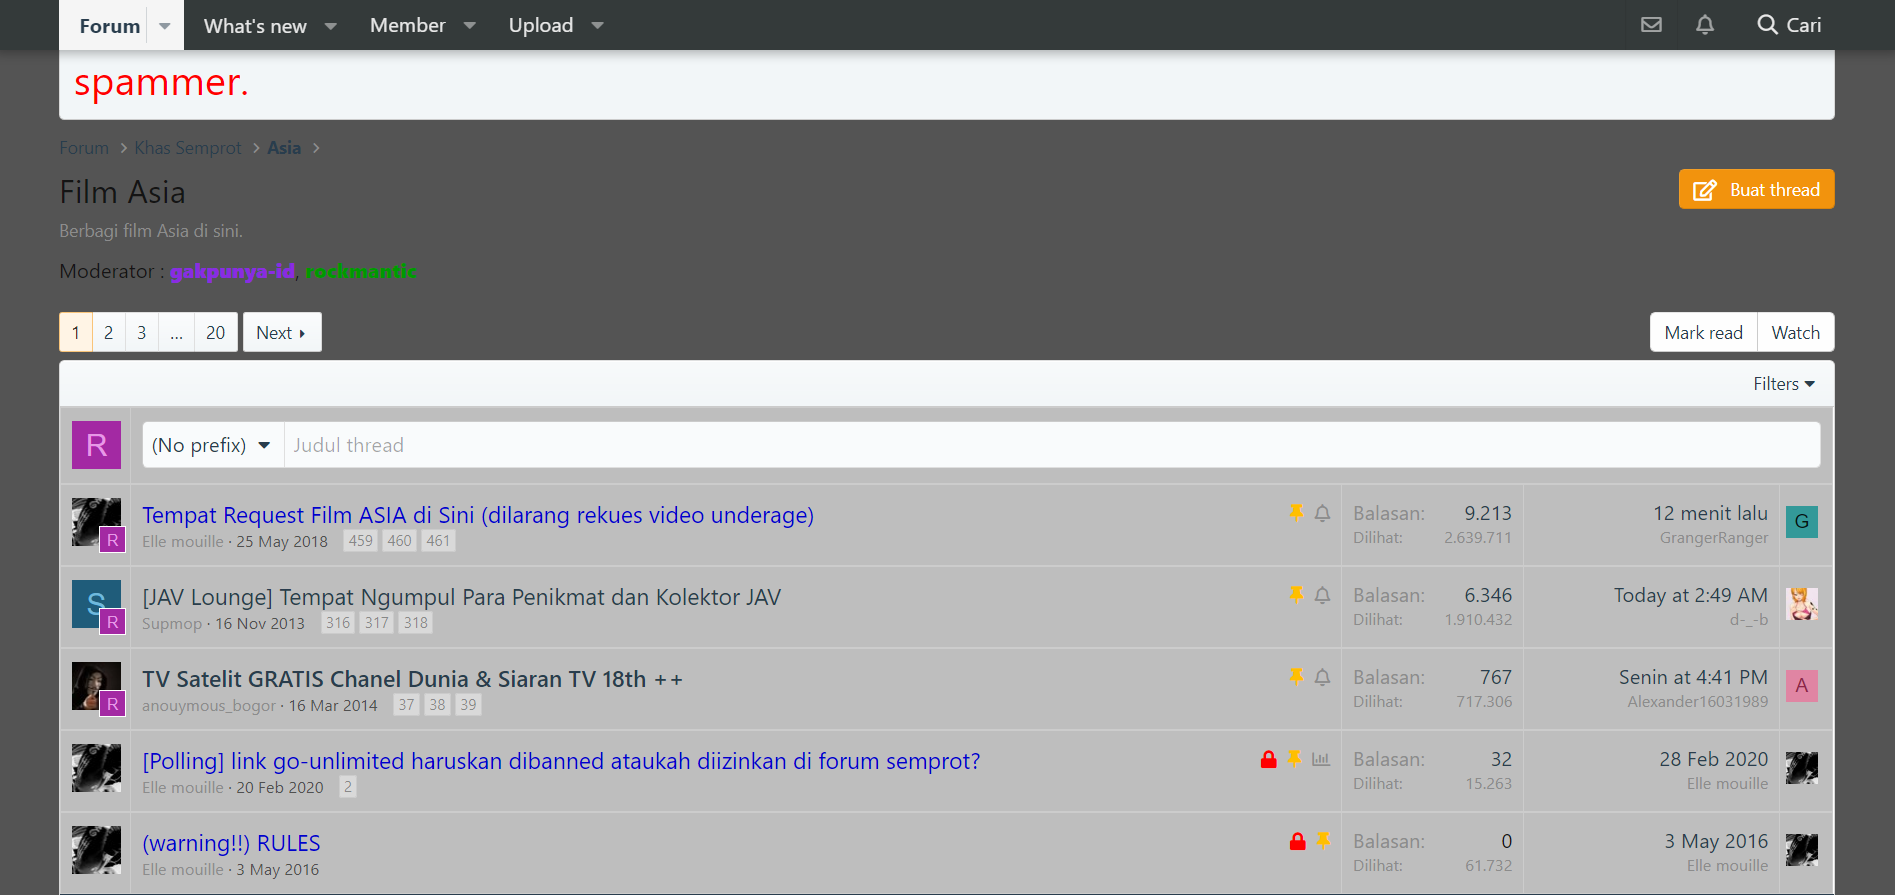 Forum
What's new
Member
Upload
Cari
spammer.
Forum > Khas Semprot > Asia >
Film Asia
Buat thread
Berbagi film Asia di sini.
Moderator : gakpunya-id, rockmantic
1 2 3 ... 20 Next
Mark read Watch
Filters
R
(No prefix) Judul thread
Tempat Request Film ASIA di Sini (dilarang rekues video underage)
R
Elle mouille · 25 May 2018 459 460 461
Balasan: 9.213
Dilihat: 2.639.711
12 menit lalu
GrangerRanger
G
S
R
[JAV Lounge] Tempat Ngumpul Para Penikmat dan Kolektor JAV
Supmop · 16 Nov 2013 316 317 318
Balasan: 6.346
Dilihat: 1.910.432
Today at 2:49 AM
d-_-b
R
TV Satelit GRATIS Chanel Dunia & Siaran TV 18th ++
anouymous_bogor · 16 Mar 2014 37 38 39
Balasan: 767
Dilihat: 717.306
Senin at 4:41 PM
Alexander16031989
A
[Polling] link go-unlimited haruskan dibanned ataukah diizinkan di forum semprot?
Elle mouille · 20 Feb 2020 2
Balasan: 32
Dilihat: 15.263
28 Feb 2020
Elle mouille
(warning!!) RULES
Elle mouille · 3 May 2016
Balasan: 0
Dilihat: 61.732
3 May 2016
Elle mouille